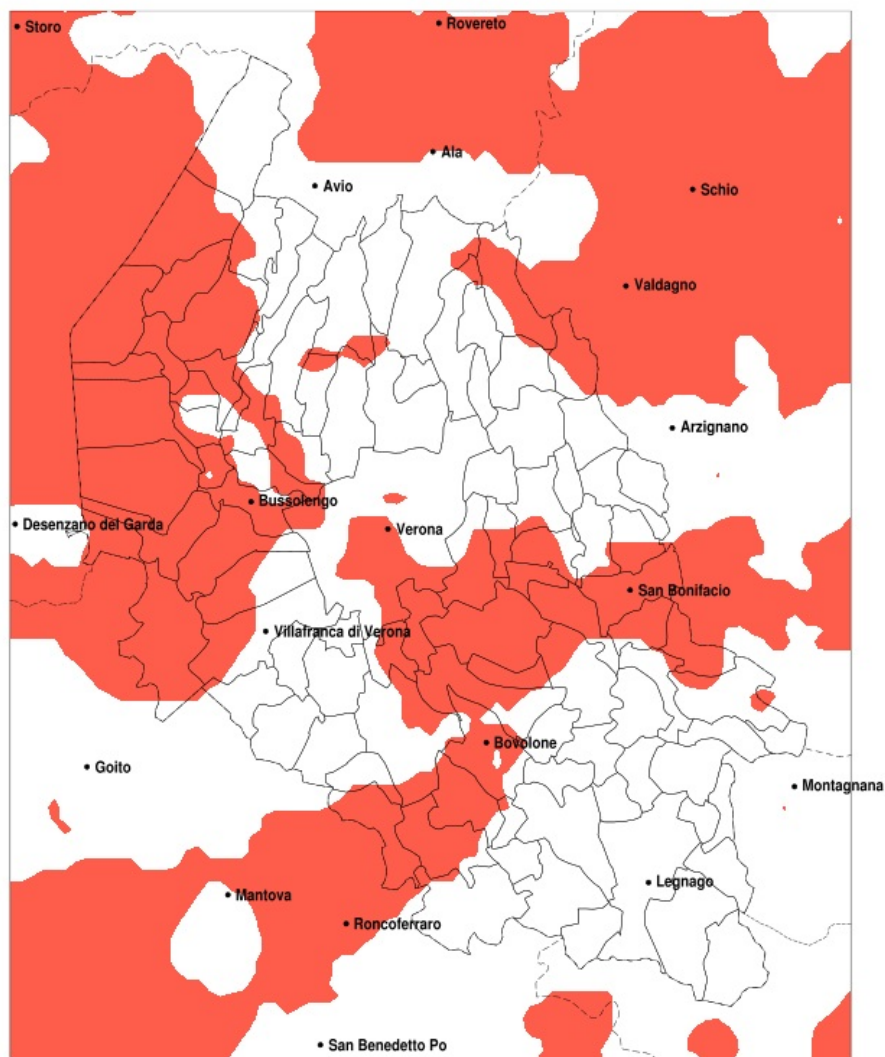 Storo
Rovereto
Ala
Avio
Schio
Valdagno
Arzignano
Bussolengo
Desenzano del Garda
Verona
San Bonifacio
Villafranca di Verona
Bovolone
Goito
Montagnana
Legnago
Mantova
Roncoferraro
San Benedetto Po